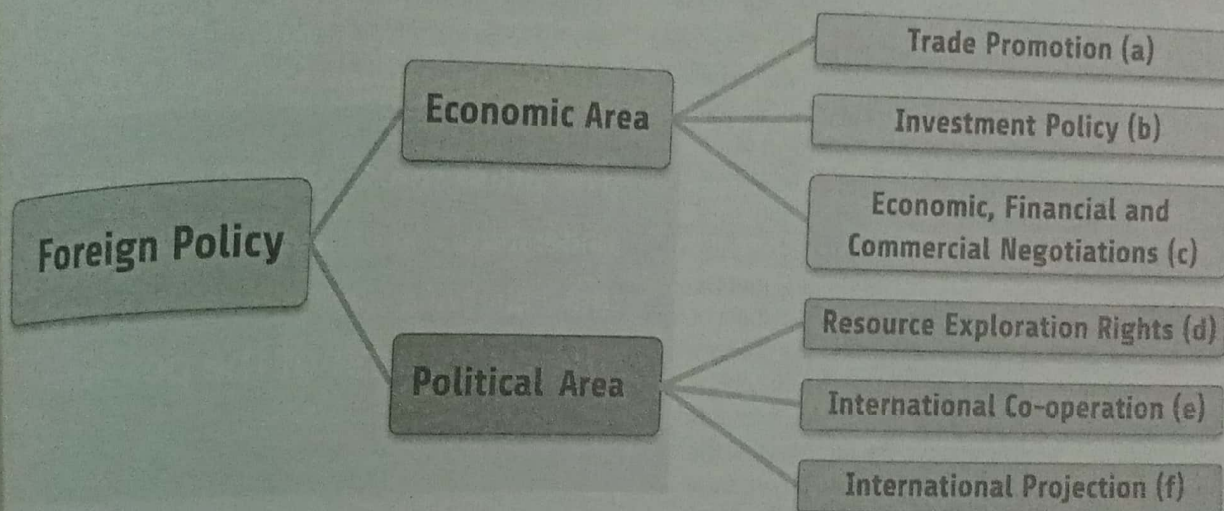 Foreign Policy
Economic Area
Trade Promotion (a)
Investment Policy (b)
Economic, Financial and
Commercial Negotiations (c)
Political Area
Resource Exploration Rights (d)
International Co-operation (e)
International Projection (f)